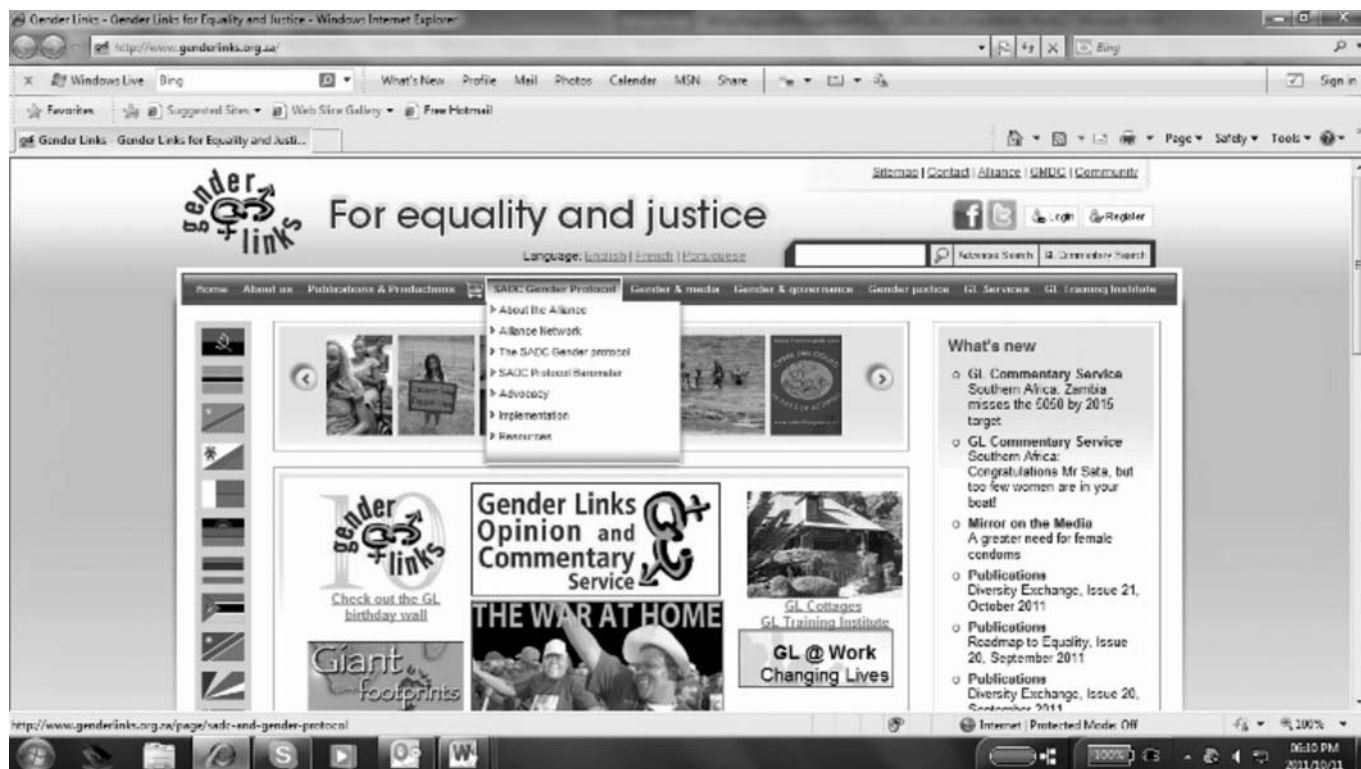 Gender Links - Gender Links for Equality and Justice - Windows Internet Explorer
http://www.genderlinks.org.za/
Bing
Windows Live Bing What's New Profile Mail Photos Calendar MSN Share Sign in
Favorites Suggested Sites Web Slice Gallery Free Hotmail
Gender Links - Gender Links for Equality and Justi... Page Safety Tools
Sitemap | Contact | Alliance | GMDC | Community
gender links
For equality and justice
Login Register
Language: English | French | Portuguese
Advanced Search GL Commentary Search
Home About us Publications & Productions SADC Gender Protocol Gender & media Gender & governance Gender justice GL Services GL Training Institute
About the Alliance
Alliance Network
The SADC Gender protocol
SADC Protocol Barometer
Advocacy
Implementation
Resources
What's new
GL Commentary Service
Southern Africa: Zambia
misses the 5050 by 2015
target
GL Commentary Service
Southern Africa:
Congratulations Mr Sata, but
too few women are in your
boat!
Mirror on the Media
A greater need for female
condoms
Publications
Diversity Exchange, Issue 21,
October 2011
Publications
Roadmap to Equality, Issue
20, September 2011
Publications
Diversity Exchange, Issue 20,
September 2011
10
gender links
Check out the GL
birthday wall
Gender Links
Opinion and
Commentary
Service
GL Cottages
GL Training Institute
Giant
footprints
THE WAR AT HOME
GL @ Work
Changing Lives
http://www.genderlinks.org.za/page/sadc-and-gender-protocol
Internet | Protected Mode: Off
100%
100%
06:10 PM
2011/10/11